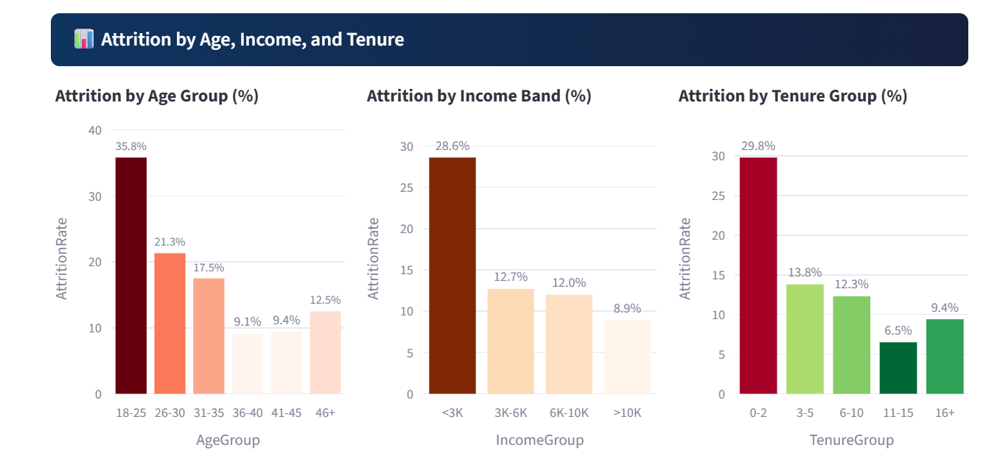 📊 Attrition by Age, Income, and Tenure
Attrition by Age Group (%)
40
30
20
10
0
AttritionRate
35.8%
21.3%
17.5%
9.1%
9.4%
12.5%
18-25 26-30 31-35 36-40 41-45 46+
AgeGroup
Attrition by Income Band (%)
30
25
20
15
10
5
0
AttritionRate
28.6%
12.7%
12.0%
8.9%
<3K 3K-6K 6K-10K >10K
IncomeGroup
Attrition by Tenure Group (%)
30
25
20
15
10
5
0
AttritionRate
29.8%
13.8%
12.3%
6.5%
9.4%
0-2 3-5 6-10 11-15 16+
TenureGroup